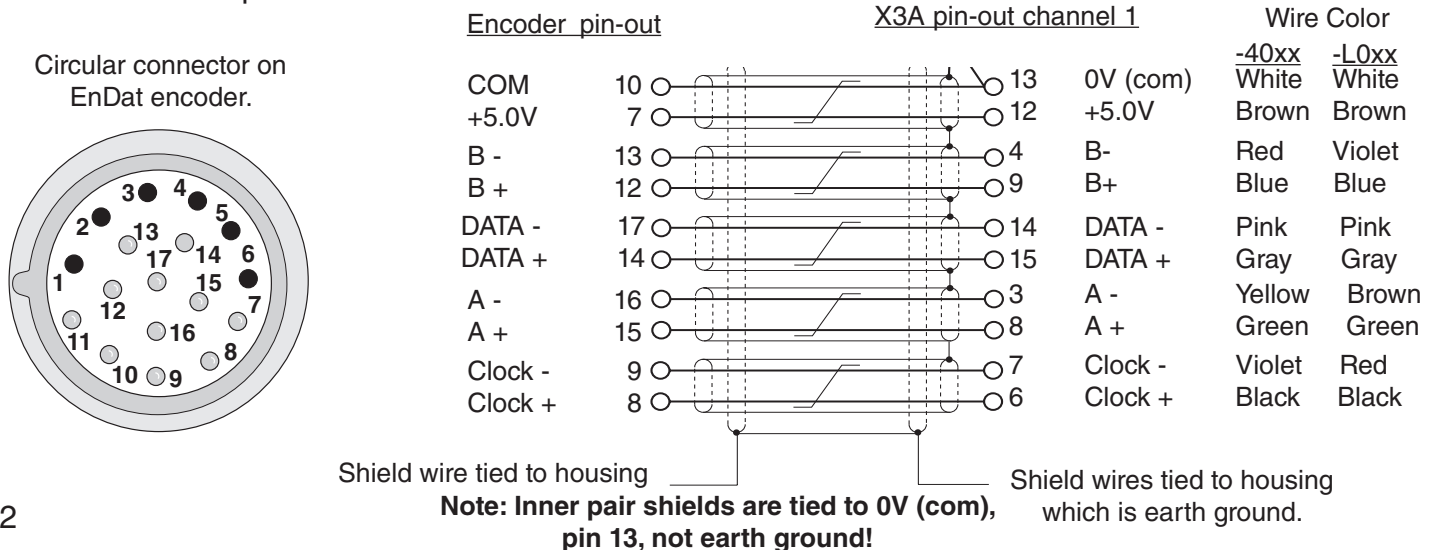 Encoder pin-out X3A pin-out channel 1 Wire Color
-40xx -L0xx
Circular connector on
EnDat encoder.
COM 10 13 0V (com) White White
+5.0V 7 12 +5.0V Brown Brown
B - 13 4 B- Red Violet
B + 12 9 B+ Blue Blue
DATA - 17 14 DATA - Pink Pink
DATA + 14 15 DATA + Gray Gray
A - 16 3 A - Yellow Brown
A + 15 8 A + Green Green
Clock - 9 7 Clock - Violet Red
Clock + 8 6 Clock + Black Black
3 4
2 5
13
14 6
17
1 15
12 7
11 16
8
10 9
Shield wire tied to housing
Shield wires tied to housing
which is earth ground.
Note: Inner pair shields are tied to 0V (com),
pin 13, not earth ground!
2